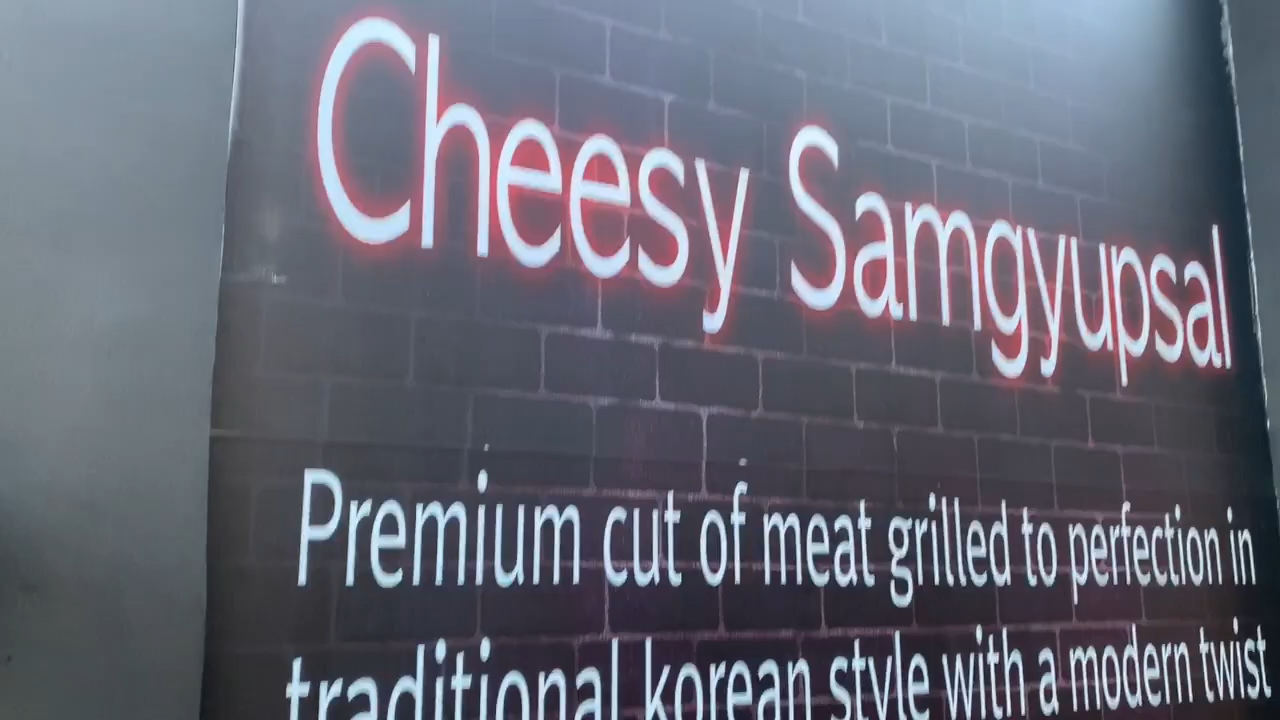 Cheesy Samgyupsal
Premium cut of meat grilled to perfection in
traditional korean style with a modern twist